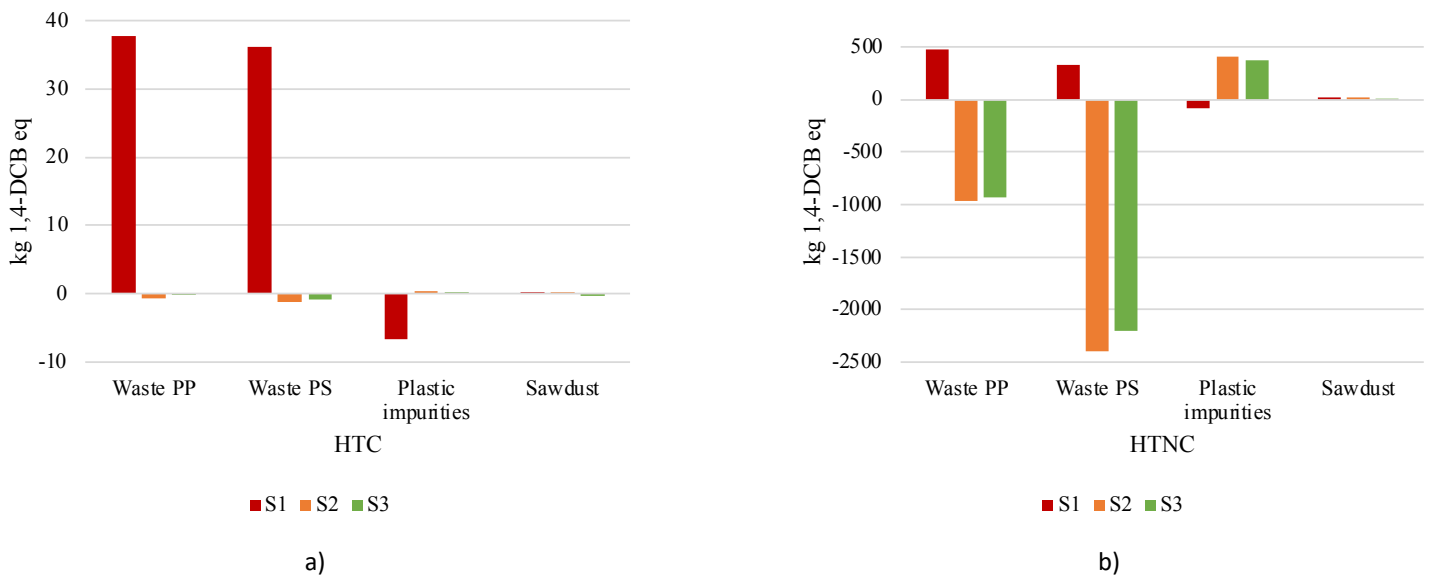 40
30
20
10
0
-10
kg 1,4-DCB eq
Waste PP
Waste PS
Plastic
impurities
Sawdust
HTC
S1 S2 S3
a)
500
0
-500
-1000
-1500
-2000
-2500
kg 1,4-DCB eq
Waste PP
Waste PS
Plastic
impurities
Sawdust
HTNC
S1 S2 S3
b)